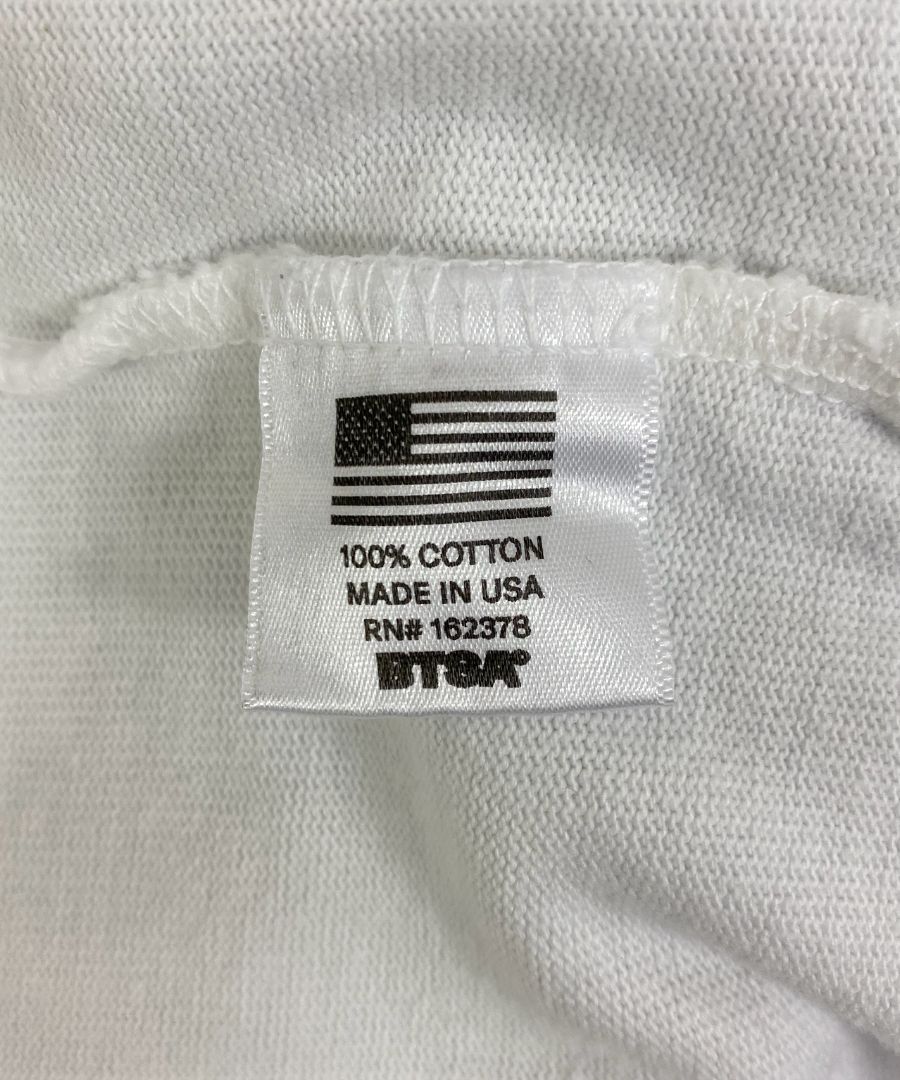 100% COTTON
MADE IN USA
RN# 162378
BTSA°